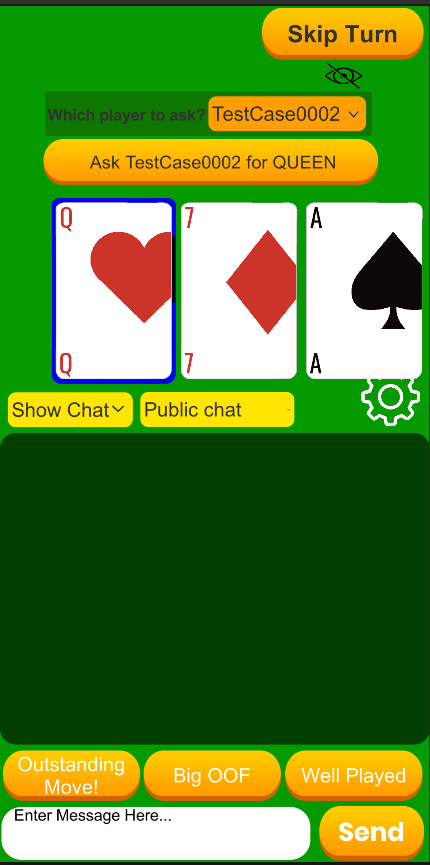 Skip Turn
Which player to ask? TestCase0002
Ask TestCase0002 for QUEEN
Q 7 A
Q 7 A
Show Chat Public chat
Outstanding Move! Big OOF Well Played
Enter Message Here...
Send